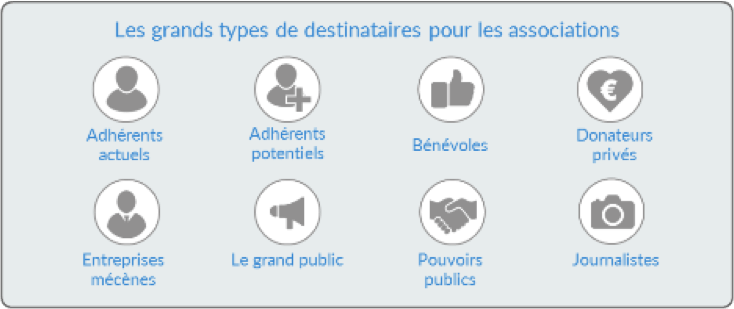 Les grands types de destinataires pour les associations
Adhérents
actuels
Adhérents
potentiels
Bénévoles
Donateurs
privés
Entreprises
mécènes
Le grand public
Pouvoirs
publics
Journalistes